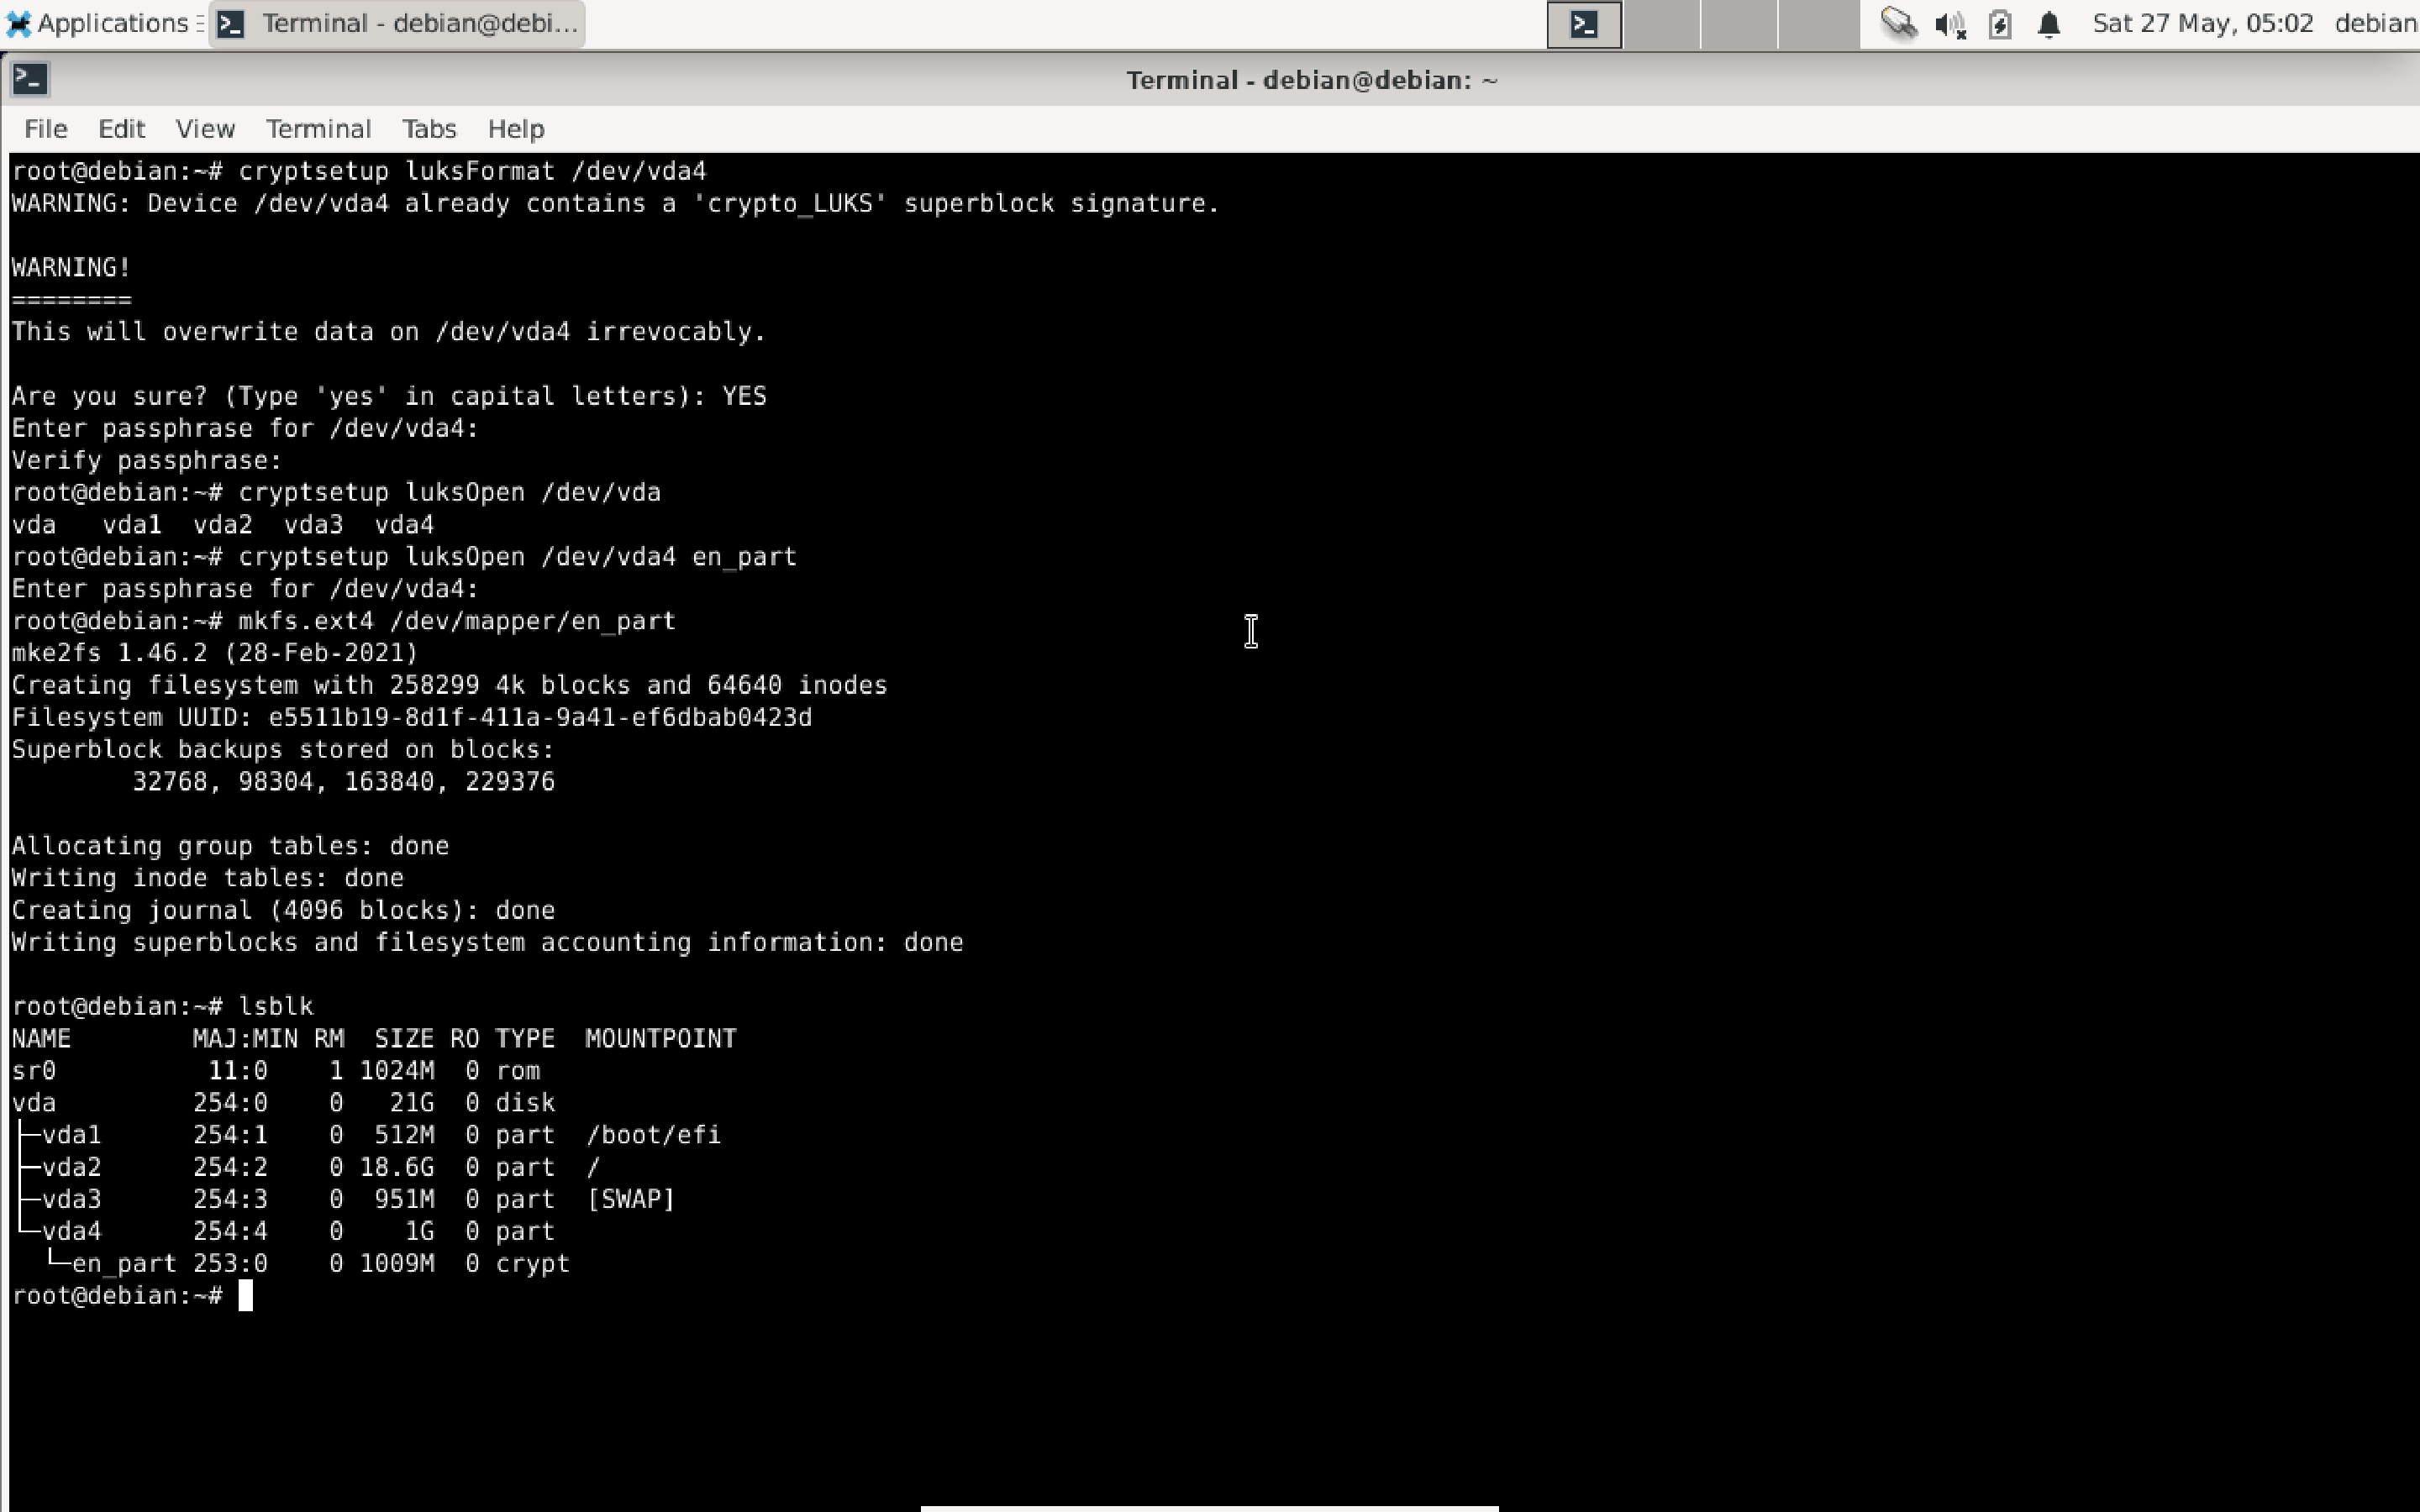 Applications
Terminal - debian@debi...
Sat 27 May, 05:02 debian
Terminal - debian@debian: ~
File Edit View Terminal Tabs Help
root@debian:~# cryptsetup luksFormat /dev/vda4
WARNING: Device /dev/vda4 already contains a 'crypto_LUKS' superblock signature.
WARNING!
========
This will overwrite data on /dev/vda4 irrevocably.
Are you sure? (Type 'yes' in capital letters): YES
Enter passphrase for /dev/vda4:
Verify passphrase:
root@debian:~# cryptsetup luksOpen /dev/vda
vda   vda1  vda2  vda3  vda4
root@debian:~# cryptsetup luksOpen /dev/vda4 en_part
Enter passphrase for /dev/vda4:
root@debian:~# mkfs.ext4 /dev/mapper/en_part
mke2fs 1.46.2 (28-Feb-2021)
Creating filesystem with 258299 4k blocks and 64640 inodes
Filesystem UUID: e5511b19-8d1f-411a-9a41-ef6dbab0423d
Superblock backups stored on blocks:
        32768, 98304, 163840, 229376
Allocating group tables: done
Writing inode tables: done
Creating journal (4096 blocks): done
Writing superblocks and filesystem accounting information: done
root@debian:~# lsblk
NAME        MAJ:MIN RM  SIZE RO TYPE  MOUNTPOINT
sr0          11:0    1 1024M  0 rom
vda         254:0    0   21G  0 disk
├─vda1      254:1    0  512M  0 part  /boot/efi
├─vda2      254:2    0 18.6G  0 part  /
├─vda3      254:3    0  951M  0 part  [SWAP]
└─vda4      254:4    0    1G  0 part
  └─en_part 253:0    0 1009M  0 crypt
root@debian:~#